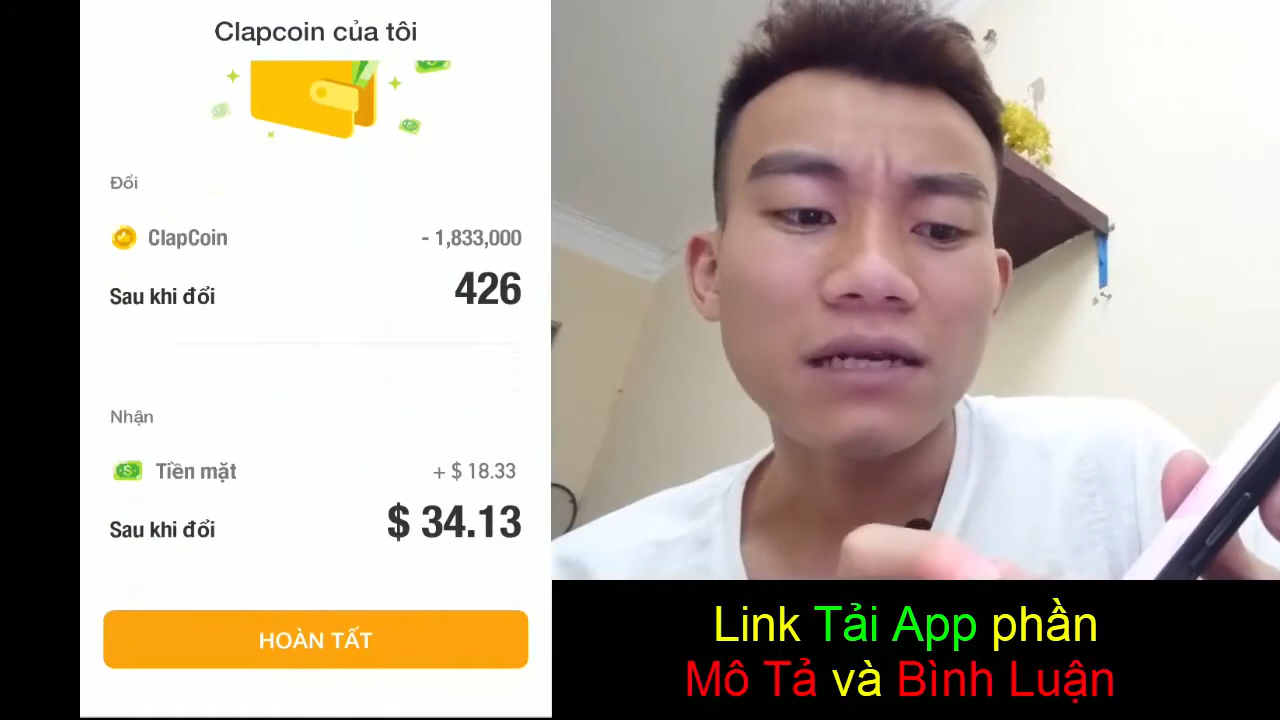 Clapcoin của tôi
Đổi
ClapCoin - 1,833,000
Sau khi đổi 426
Nhận
Tiền mặt + $ 18.33
Sau khi đổi $ 34.13
HOÀN TẤT
Link Tải App phần
Mô Tả và Bình Luận